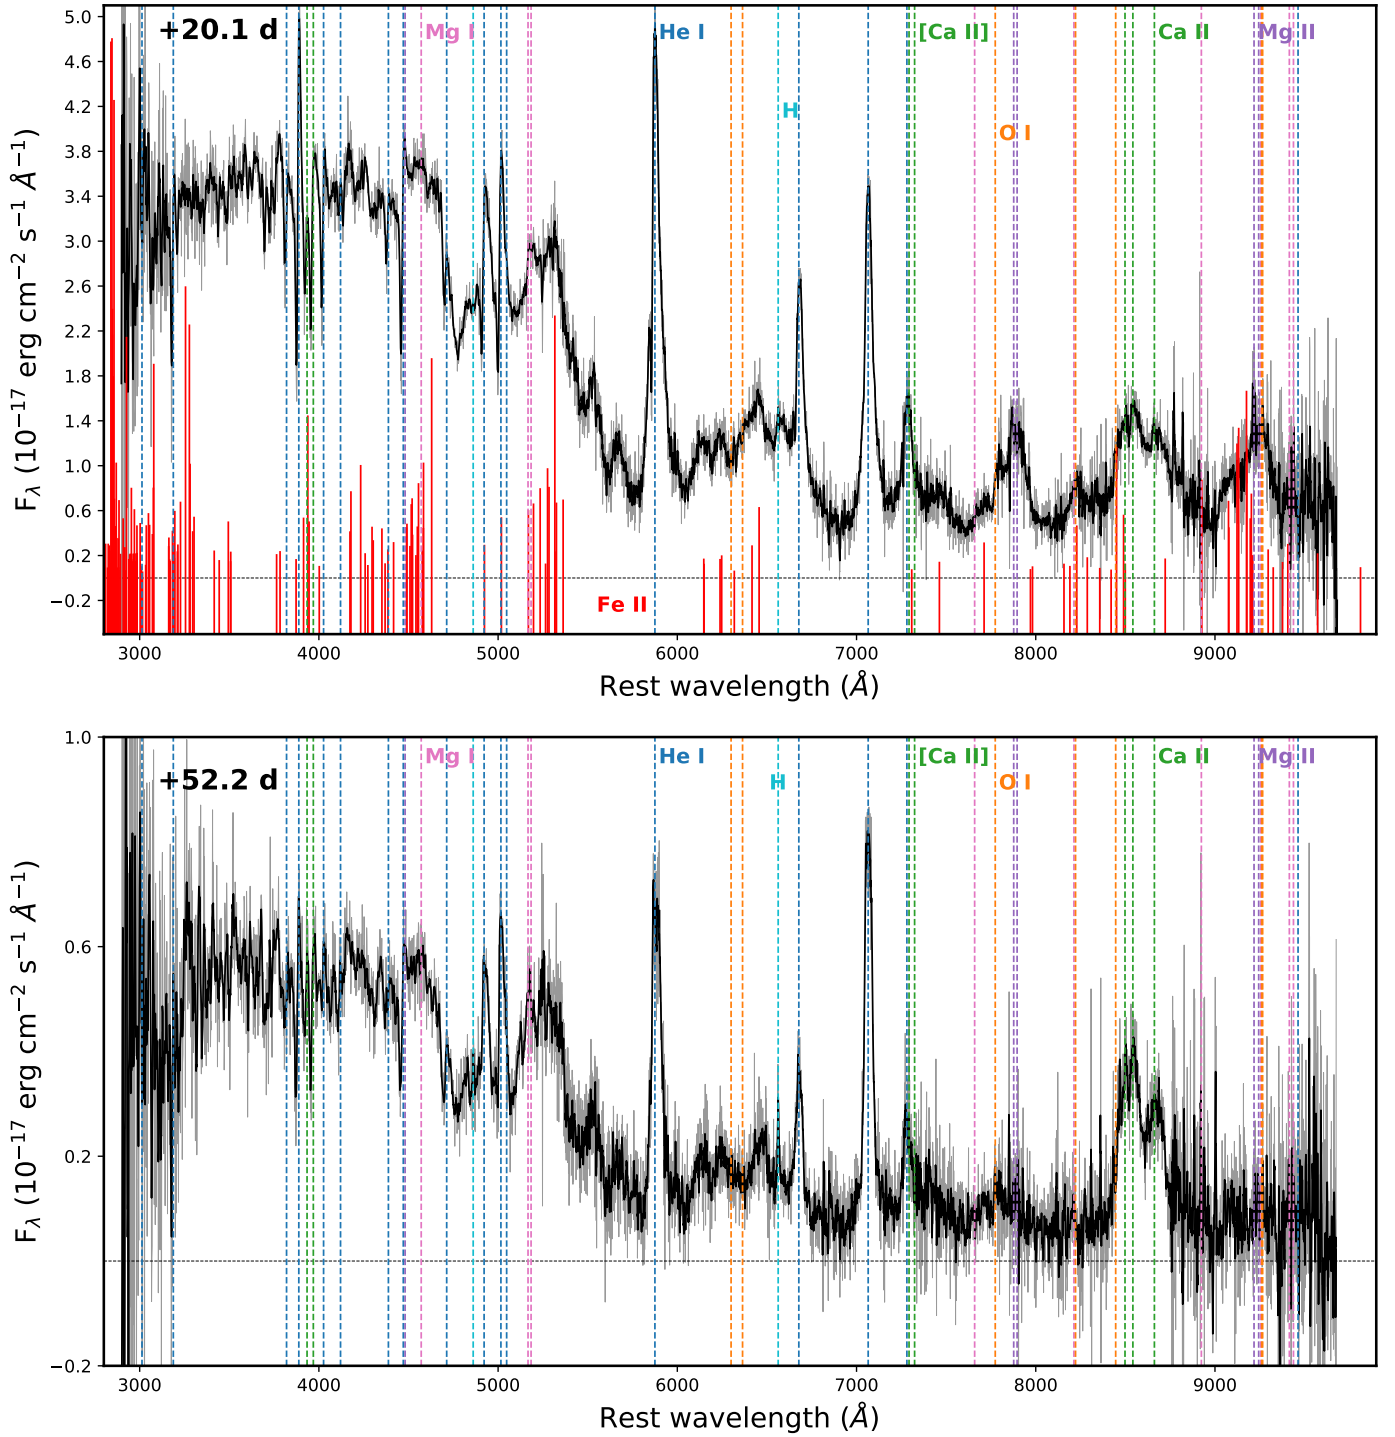 +20.1 d
Mg I
He I
[Ca II]
Ca II
Mg II
H
O I
Fe II
5.0
4.6
4.2
3.8
3.4
3.0
2.6
2.2
1.8
1.4
1.0
0.6
0.2
−0.2
F_λ (10⁻¹⁷ erg cm⁻² s⁻¹ Å⁻¹)
3000 4000 5000 6000 7000 8000 9000
Rest wavelength (Å)
+52.2 d
Mg I
He I
[Ca II]
Ca II
Mg II
H
O I
1.0
0.6
0.2
−0.2
F_λ (10⁻¹⁷ erg cm⁻² s⁻¹ Å⁻¹)
3000 4000 5000 6000 7000 8000 9000
Rest wavelength (Å)